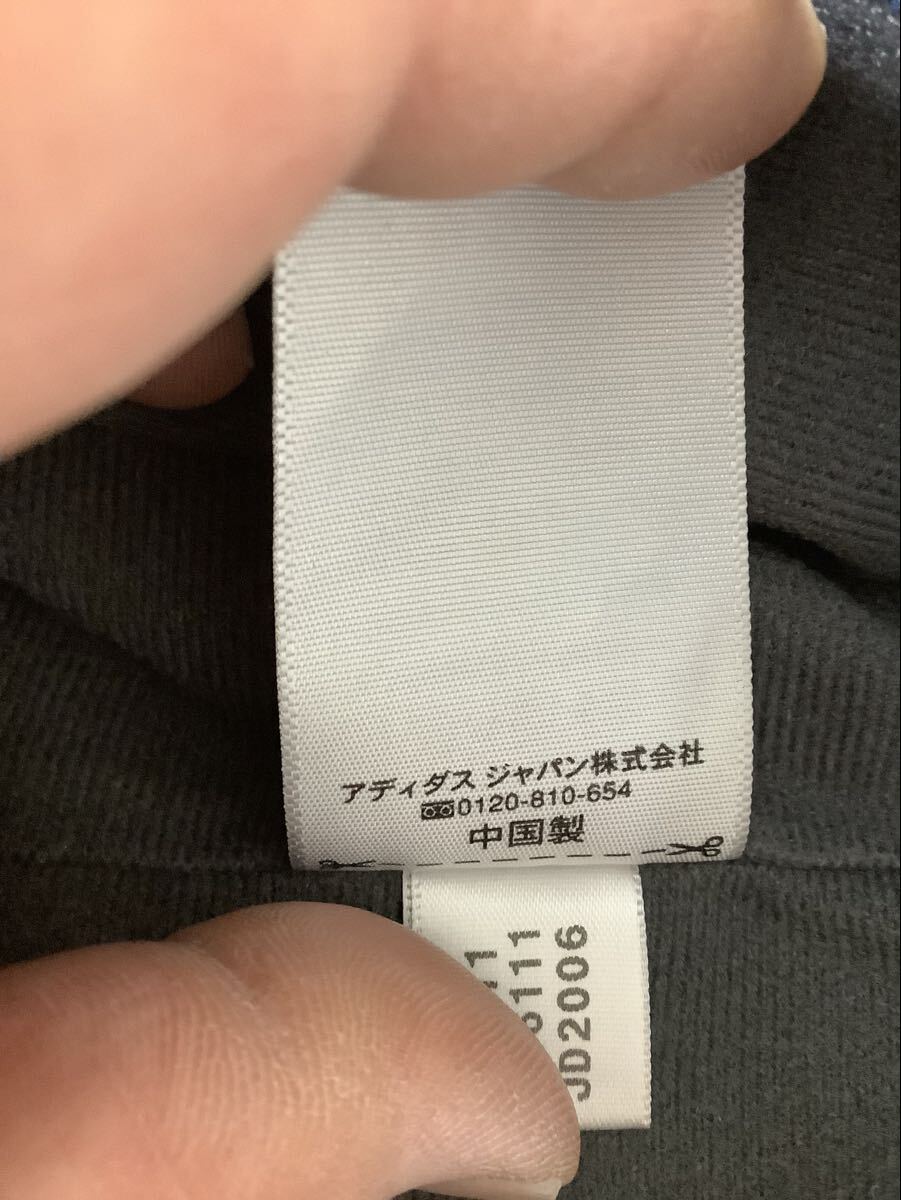 アディダス ジャパン株式会社
0120-810-654
中国製
JD2006